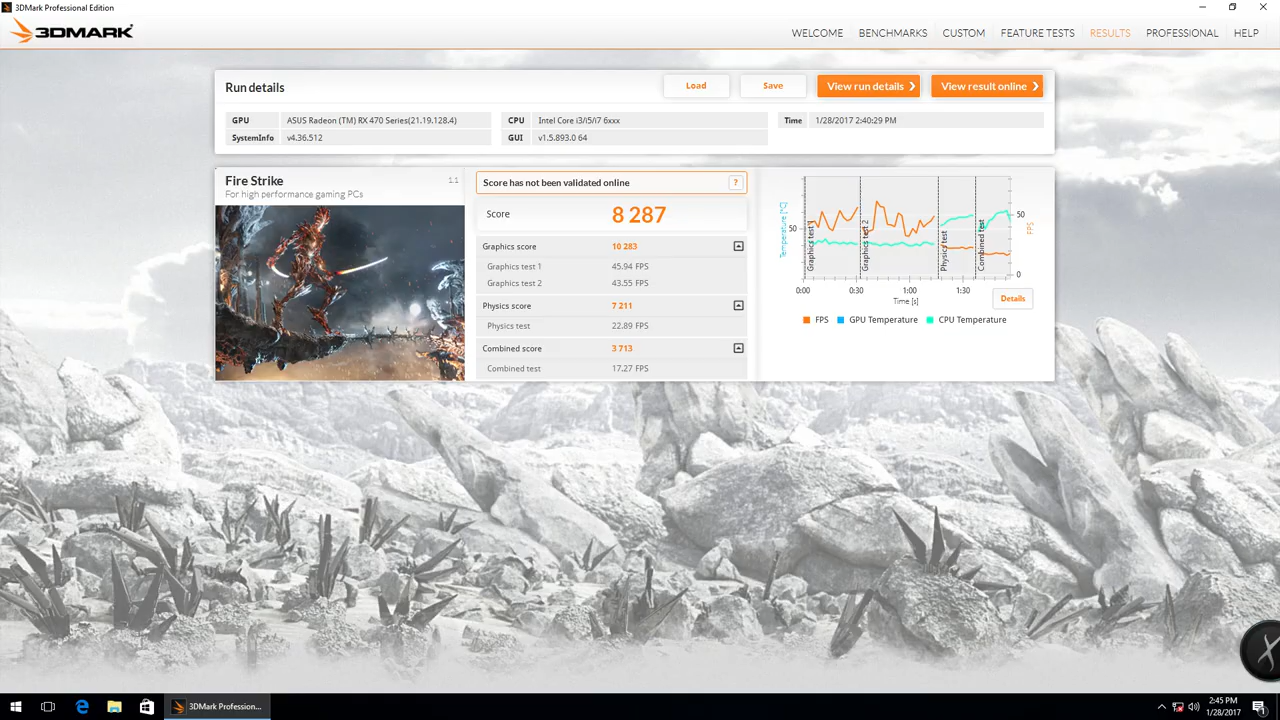 3DMark Professional Edition
3DMARK
WELCOME BENCHMARKS CUSTOM FEATURE TESTS RESULTS PROFESSIONAL HELP
Run details
Load Save View run details View result online
GPU ASUS Radeon (TM) RX 470 Series(21.19.128.4) CPU Intel Core i3/i5/i7 6xxx Time 1/28/2017 2:40:29 PM
SystemInfo v4.36.512 GUI v1.5.893.0 64
Fire Strike 1.1
For high performance gaming PCs
Score has not been validated online ?
Score 8 287
Graphics score 10 283
Graphics test 1 45.94 FPS
Graphics test 2 43.55 FPS
Physics score 7 211
Physics test 22.89 FPS
Combined score 3 713
Combined test 17.27 FPS
Temperature [°C]
50
Graphics test 1
Graphics test 2
Physics test
Combined test
50
0
FPS
0:00 0:30 1:00 1:30
Time [s]
Details
FPS GPU Temperature CPU Temperature
3DMark Profession...
2:45 PM
1/28/2017
1